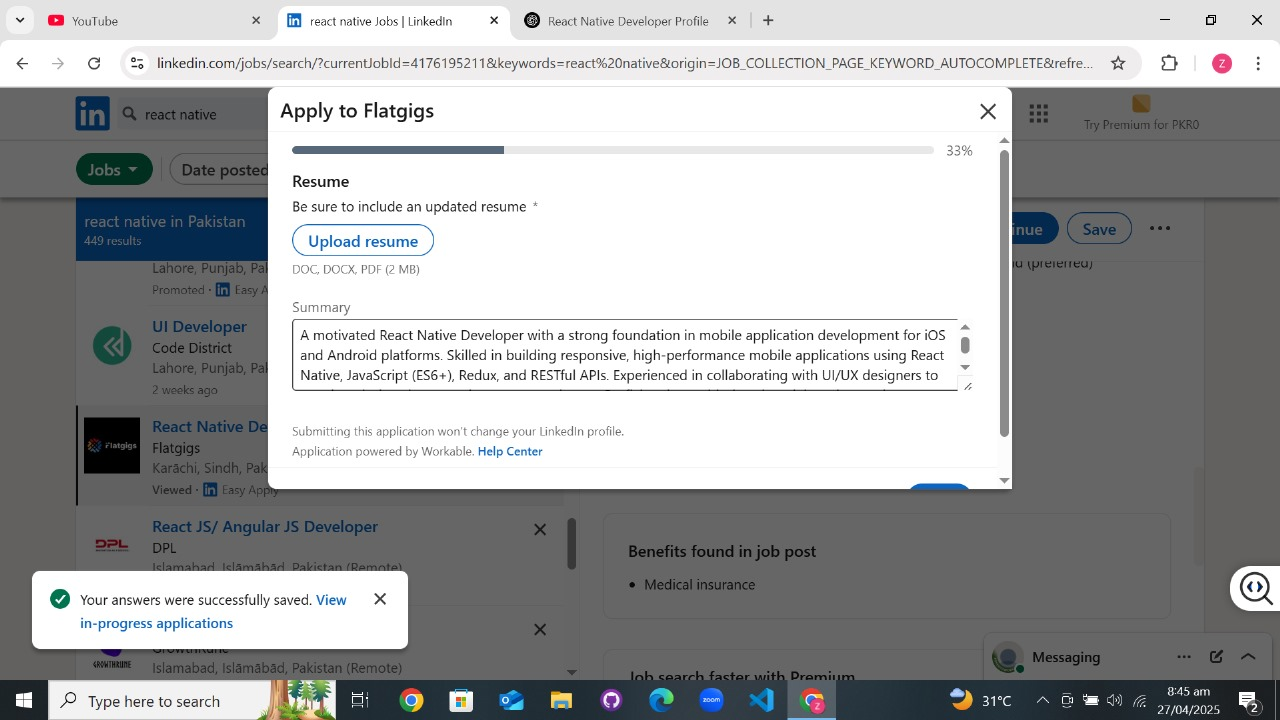 YouTube
react native Jobs | LinkedIn
React Native Developer Profile
linkedin.com/jobs/search/?currentJobId=4176195211&keywords=react%20native&origin=JOB_COLLECTION_PAGE_KEYWORD_AUTOCOMPLETE&refre...
Z
in
react native
Try Premium for PKR0
Apply to Flatgigs
Jobs
Date posted
33%
Resume
Be sure to include an updated resume *
Upload resume
DOC, DOCX, PDF (2 MB)
Summary
A motivated React Native Developer with a strong foundation in mobile application development for iOS
and Android platforms. Skilled in building responsive, high-performance mobile applications using React
Native, JavaScript (ES6+), Redux, and RESTful APIs. Experienced in collaborating with UI/UX designers to
Submitting this application won't change your LinkedIn profile.
Application powered by Workable. Help Center
react native in Pakistan
449 results
Lahore, Punjab, Pak
Promoted · Easy A
UI Developer
Code District
Lahore, Punjab, Pak
2 weeks ago
Flatgigs
React Native De
Flatgigs
Karāchi, Sindh, Pak
Viewed · Easy Apply
DPL
React JS/ Angular JS Developer
DPL
Islamabad, Islāmābād, Pakistan (Remote)
GROWTHRUNE
Islamabad, Islāmābād, Pakistan (Remote)
nue
Save
(preferred)
Benefits found in job post
• Medical insurance
Job search faster with Premium
Your answers were successfully saved. View
in-progress applications
Messaging
Type here to search
zoom
Z
31°C
8:45 am
27/04/2025
2